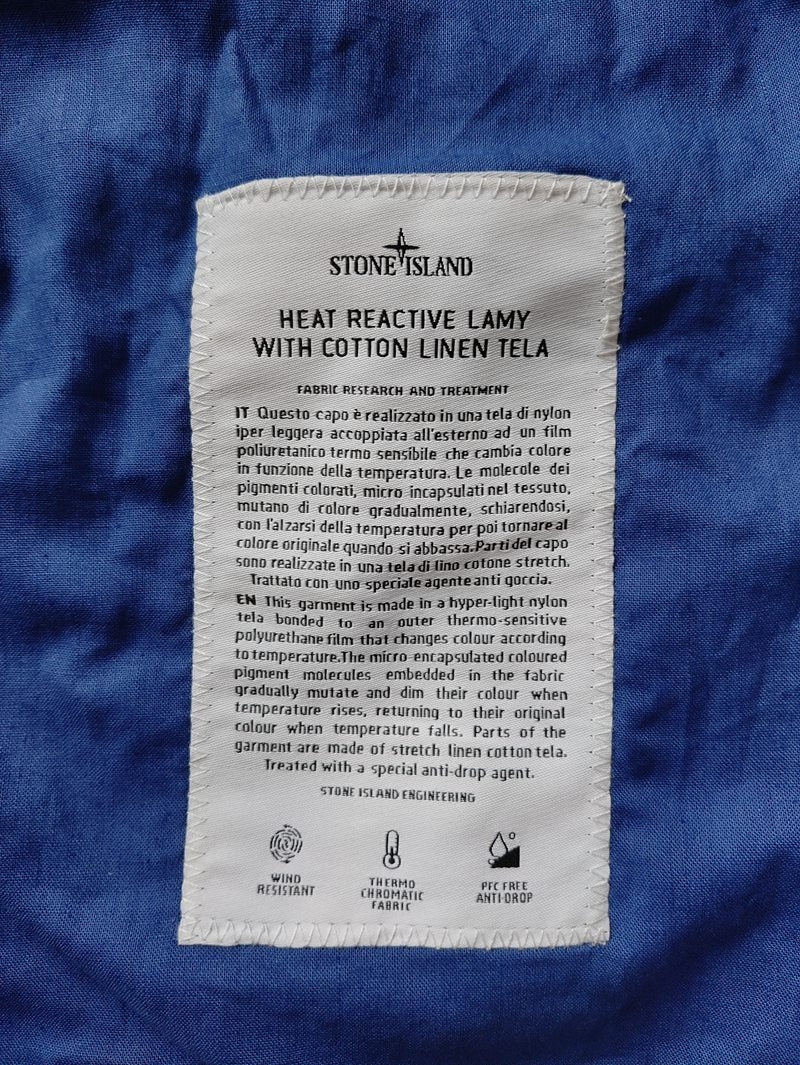 STONE ISLAND
HEAT REACTIVE LAMY
WITH COTTON LINEN TELA
FABRIC RESEARCH AND TREATMENT
IT Questo capo è realizzato in una tela di nylon
iper leggera accoppiata all'esterno ad un film
poliuretanico termo sensibile che cambia colore
in funzione della temperatura. Le molecole dei
pigmenti colorati, micro incapsulati nel tessuto,
mutano di colore gradualmente, schiarendosi,
con l'alzarsi della temperatura per poi tornare al
colore originale quando si abbassa.Parti del capo
sono realizzate in una tela di lino cotone stretch.
Trattato con uno speciale agente anti goccia.
EN This garment is made in a hyper-light nylon
tela bonded to an outer thermo-sensitive
polyurethane film that changes colour according
to temperature.The micro encapsulated coloured
pigment molecules embedded in the fabric
gradually mutate and dim their colour when
temperature rises, returning to their original
colour when temperature falls. Parts of the
garment are made of stretch linen cotton tela.
Treated with a special anti-drop agent.
STONE ISLAND ENGINEERING
WIND
RESISTANT
THERMO
CHROMATIC
FABRIC
PFC FREE
ANTI-DROP